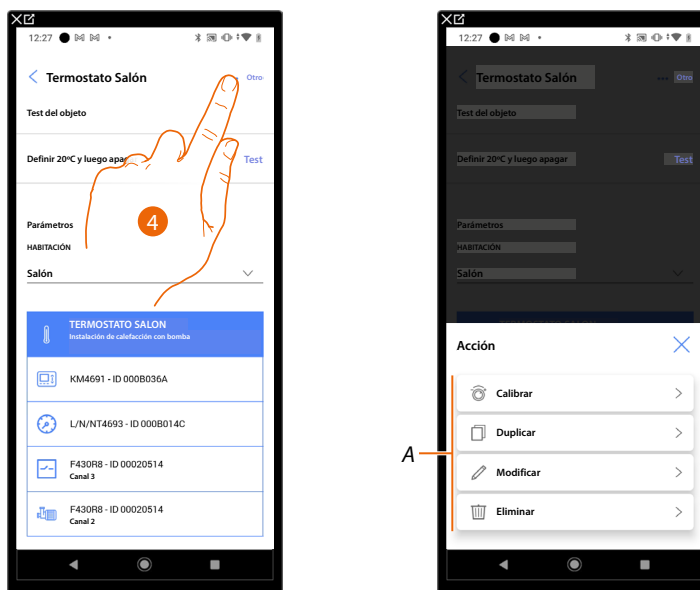 12:27
Termostato Salón
Otro
Test del objeto
Definir 20ºC y luego apagar
Test
4
Parámetros
HABITACIÓN
Salón
TERMOSTATO SALON
Instalación de calefacción con bomba
KM4691 - ID 000B036A
L/N/NT4693 - ID 000B014C
F430R8 - ID 00020514
Canal 3
F430R8 - ID 00020514
Canal 2
12:27
Termostato Salón
Otro
Test del objeto
Definir 20ºC y luego apagar
Test
Parámetros
HABITACIÓN
Salón
Acción
A
Calibrar
Duplicar
Modificar
Eliminar